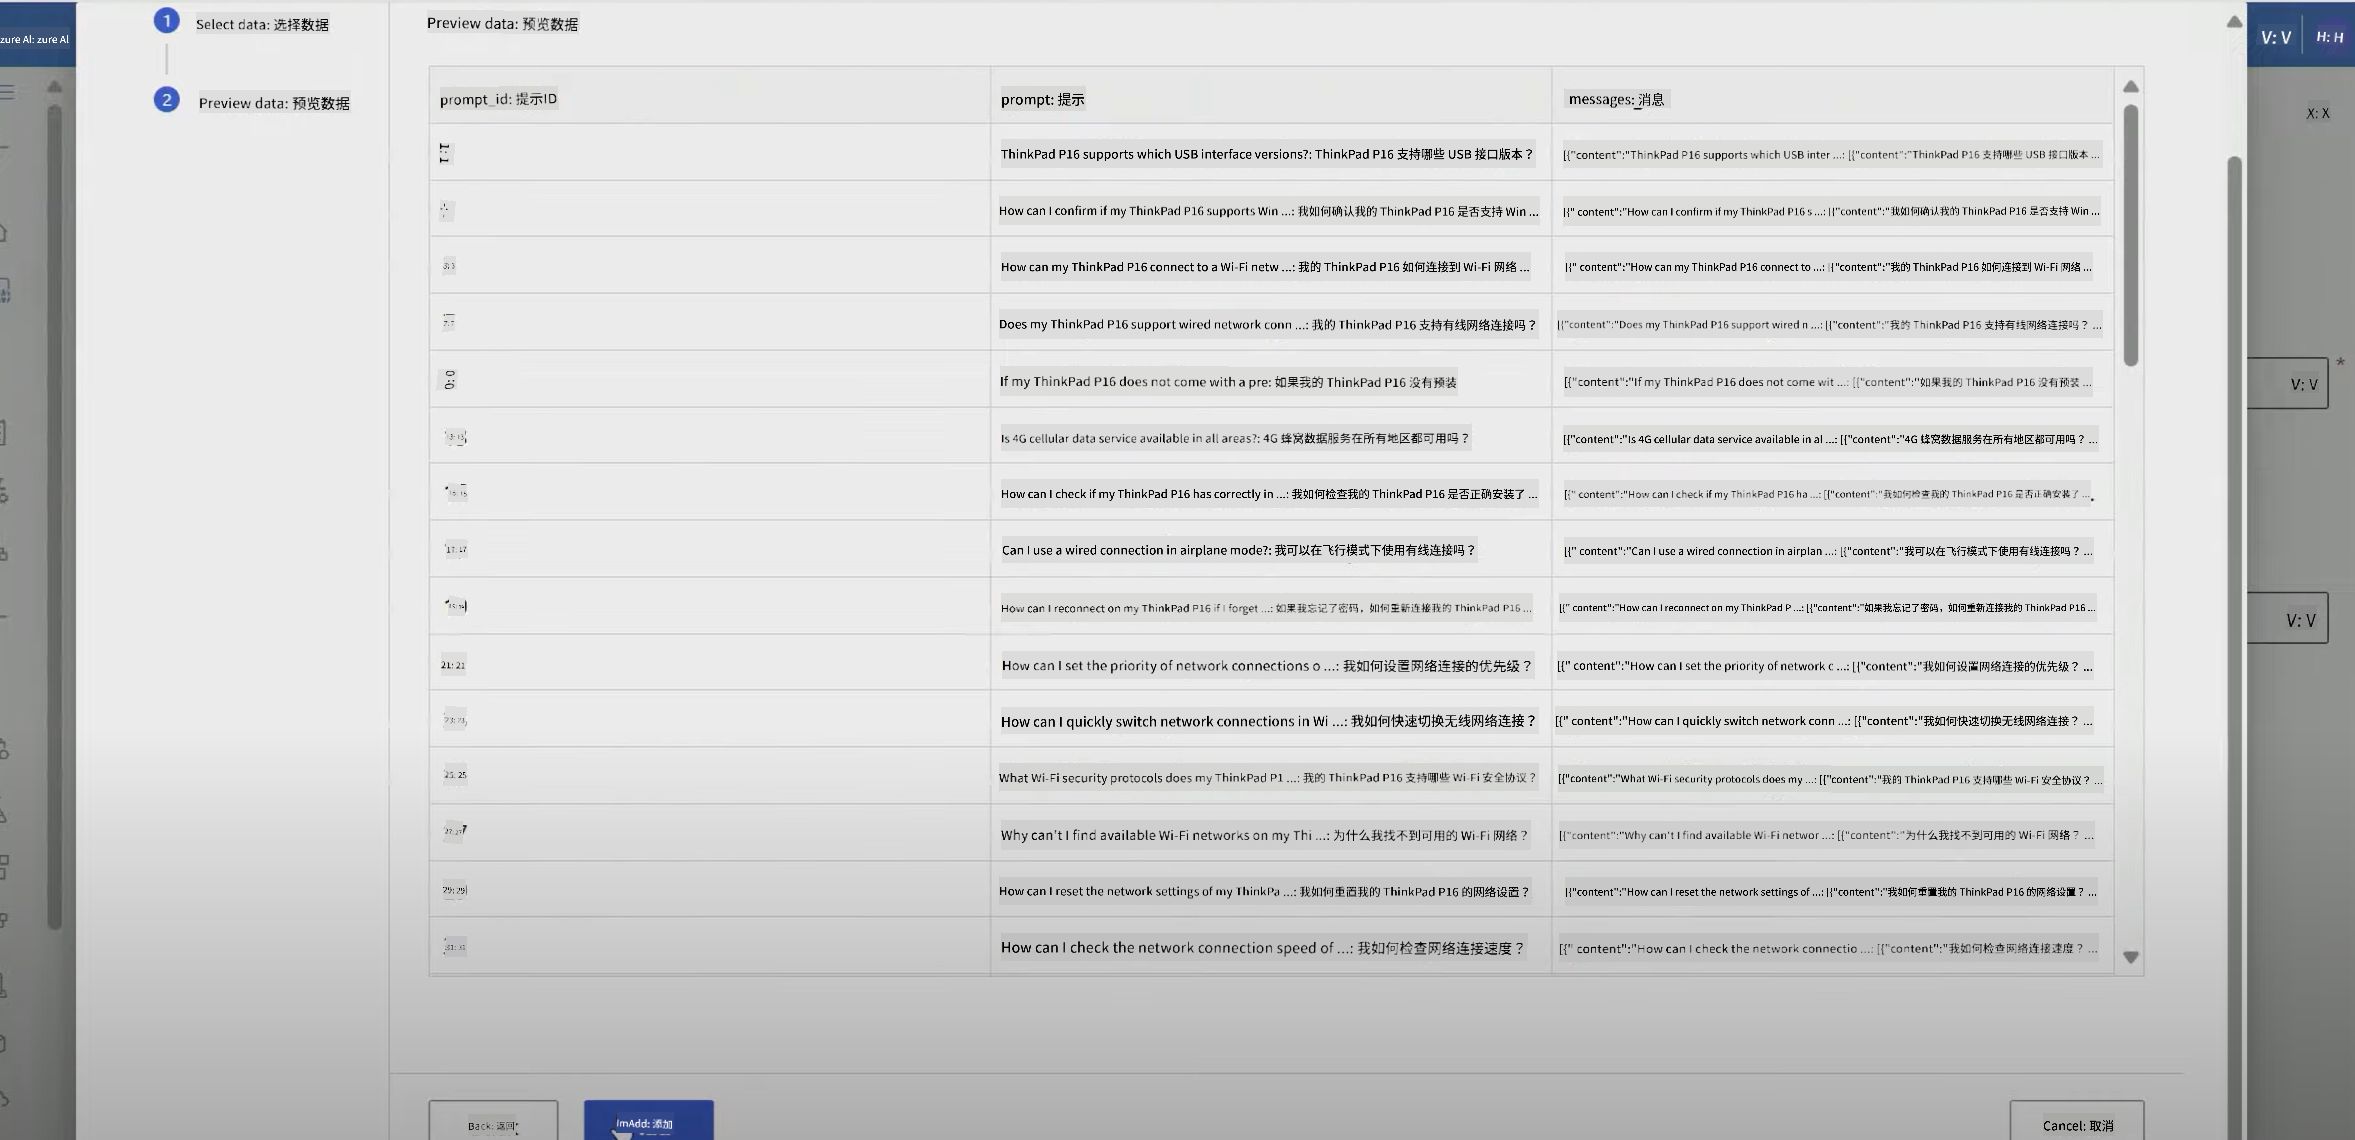 zure Al: zure Al
1 Select data: 选择数据
2 Preview data: 预览数据
Preview data: 预览数据
V: V
H: H
X: X
V: V
V: V
prompt_id: 提示ID prompt: 提示 messages: 消息
1: 1 ThinkPad P16 supports which USB interface versions?: ThinkPad P16 支持哪些 USB 接口版本？ [{"content":"ThinkPad P16 supports which USB inter ...: [{"content":"ThinkPad P16 支持哪些 USB 接口版本 ...
How can I confirm if my ThinkPad P16 supports Win ...: 我如何确认我的 ThinkPad P16 是否支持 Win ... [{" content":"How can I confirm if my ThinkPad P16 s ...: [{"content":"我如何确认我的 ThinkPad P16 是否支持 Win ...
3: 3 How can my ThinkPad P16 connect to a Wi-Fi netw ...: 我的 ThinkPad P16 如何连接到 Wi-Fi 网络 ... [{" content":"How can my ThinkPad P16 connect to ...: [{"content":"我的 ThinkPad P16 如何连接到 Wi-Fi 网络 ...
7: 7 Does my ThinkPad P16 support wired network conn ...: 我的 ThinkPad P16 支持有线网络连接吗？ [{"content":"Does my ThinkPad P16 support wired n ...: [{"content":"我的 ThinkPad P16 支持有线网络连接吗？ ...
0: 0 If my ThinkPad P16 does not come with a pre: 如果我的 ThinkPad P16 没有预装 [{"content":"If my ThinkPad P16 does not come wit ...: [{"content":"如果我的 ThinkPad P16 没有预装 ...
13: 13 Is 4G cellular data service available in all areas?: 4G 蜂窝数据服务在所有地区都可用吗？ [{"content":"Is 4G cellular data service available in al ...: [{"content":"4G 蜂窝数据服务在所有地区都可用吗？ ...
15: 15 How can I check if my ThinkPad P16 has correctly in ...: 我如何检查我的 ThinkPad P16 是否正确安装了 ... [{" content":"How can I check if my ThinkPad P16 ha ...: [{"content":"我如何检查我的 ThinkPad P16 是否正确安装了 ...
17: 17 Can I use a wired connection in airplane mode?: 我可以在飞行模式下使用有线连接吗？ [{" content":"Can I use a wired connection in airplan ...: [{"content":"我可以在飞行模式下使用有线连接吗？ ...
How can I reconnect on my ThinkPad P16 if I forget ...: 如果我忘记了密码，如何重新连接我的 ThinkPad P16 ... [{" content":"How can I reconnect on my ThinkPad P ...: [{"content":"如果我忘记了密码，如何重新连接我的 ThinkPad P16 ...
21: 21 How can I set the priority of network connections o ...: 我如何设置网络连接的优先级？ [{" content":"How can I set the priority of network c ...: [{"content":"我如何设置网络连接的优先级？ ...
23: 23 How can I quickly switch network connections in Wi ...: 我如何快速切换无线网络连接？ [{" content":"How can I quickly switch network conn ...: [{"content":"我如何快速切换无线网络连接？ ...
25: 25 What Wi-Fi security protocols does my ThinkPad P1 ...: 我的 ThinkPad P16 支持哪些 Wi-Fi 安全协议？ [{"content":"What Wi-Fi security protocols does my ...: [{"content":"我的 ThinkPad P16 支持哪些 Wi-Fi 安全协议？ ...
27: 27 Why can't I find available Wi-Fi networks on my Thi ...: 为什么我找不到可用的 Wi-Fi 网络？ [{"content":"Why can't I find available Wi-Fi networ ...: [{"content":"为什么我找不到可用的 Wi-Fi 网络？ ...
29: 29 How can I reset the network settings of my ThinkPa ...: 我如何重置我的 ThinkPad P16 的网络设置？ [{"content":"How can I reset the network settings of ...: [{"content":"我如何重置我的 ThinkPad P16 的网络设置？ ...
31: 31 How can I check the network connection speed of ...: 我如何检查网络连接速度？ [{" content":"How can I check the network connectio ...: [{"content":"我如何检查网络连接速度？ ...
Back: 返回 ImAdd: 添加 Cancel: 取消